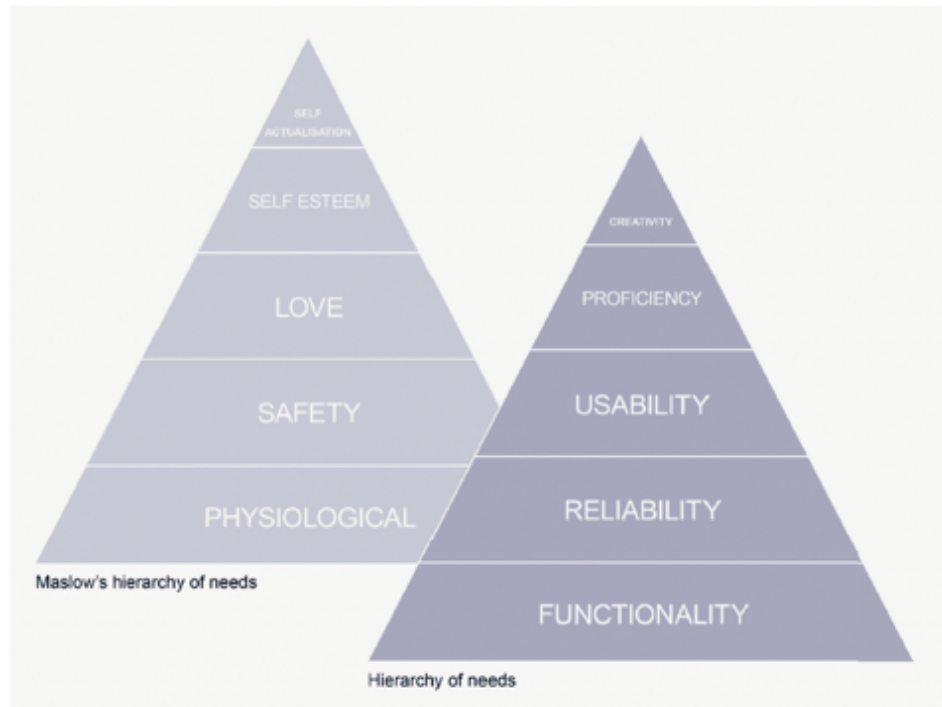 SELF
ACTUALISATION
SELF ESTEEM
LOVE
SAFETY
PHYSIOLOGICAL
Maslow's hierarchy of needs
CREATIVITY
PROFICIENCY
USABILITY
RELIABILITY
FUNCTIONALITY
Hierarchy of needs